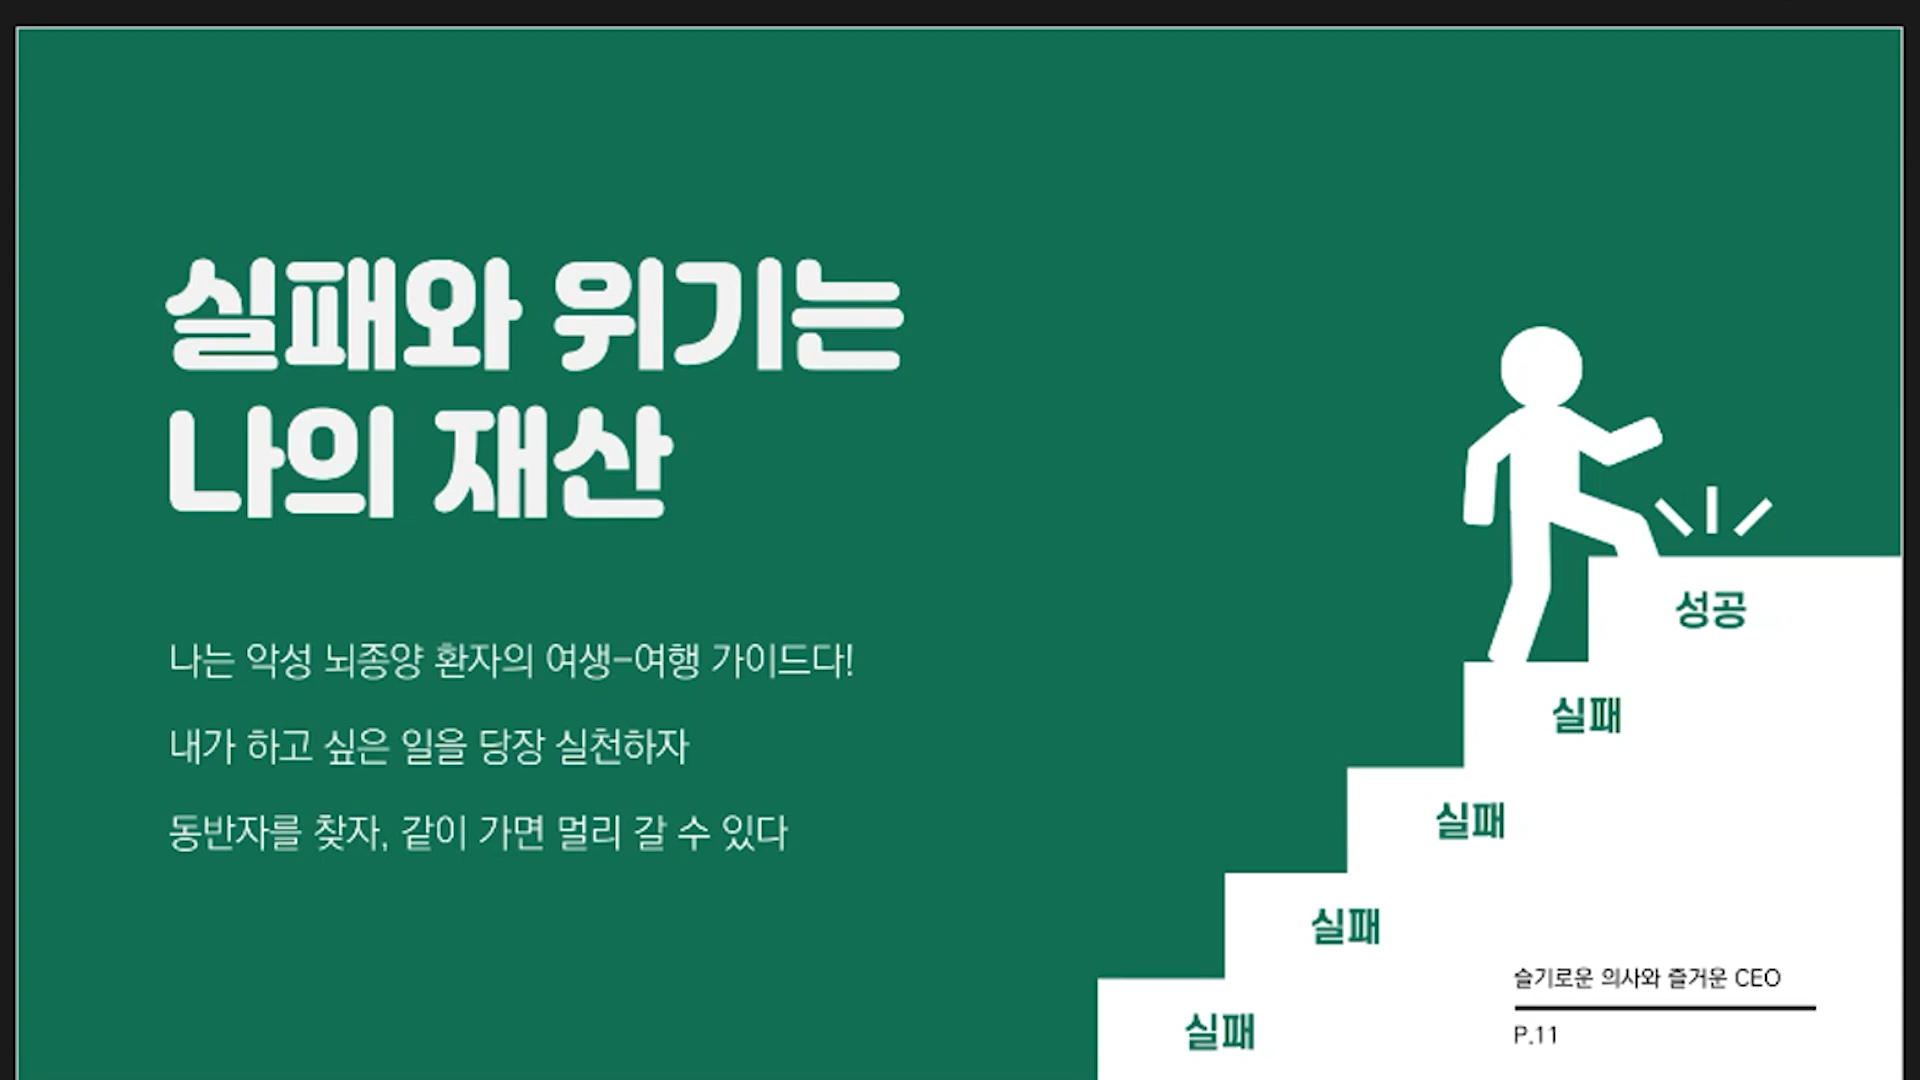 실패와 위기는
나의 재산
나는 악성 뇌종양 환자의 여생-여행 가이드다!
내가 하고 싶은 일을 당장 실천하자
동반자를 찾자, 같이 가면 멀리 갈 수 있다
성공
실패
실패
실패
실패
슬기로운 의사와 즐거운 CEO
P.11